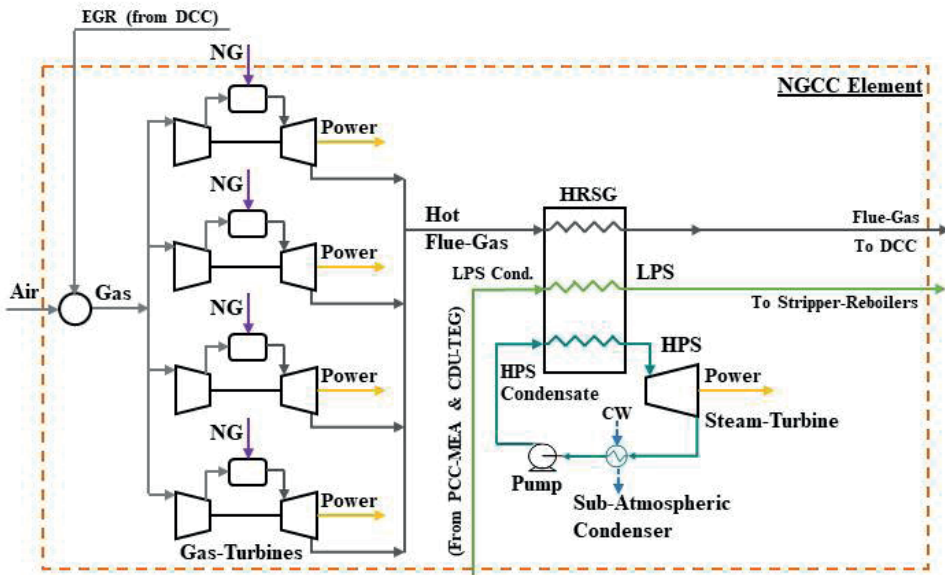 EGR (from DCC)
NG
NGCC Element
Power
NG
HRSG
Hot
Flue-Gas
Flue-Gas
To DCC
Power
LPS Cond.
LPS
Air
Gas
To Stripper-Reboilers
NG
HPS
HPS
Condensate
Power
Power
Steam-Turbine
CW
NG
Pump
Sub-Atmospheric
Condenser
Power
Gas-Turbines
(From PCC-MEA & CDU-TEG)